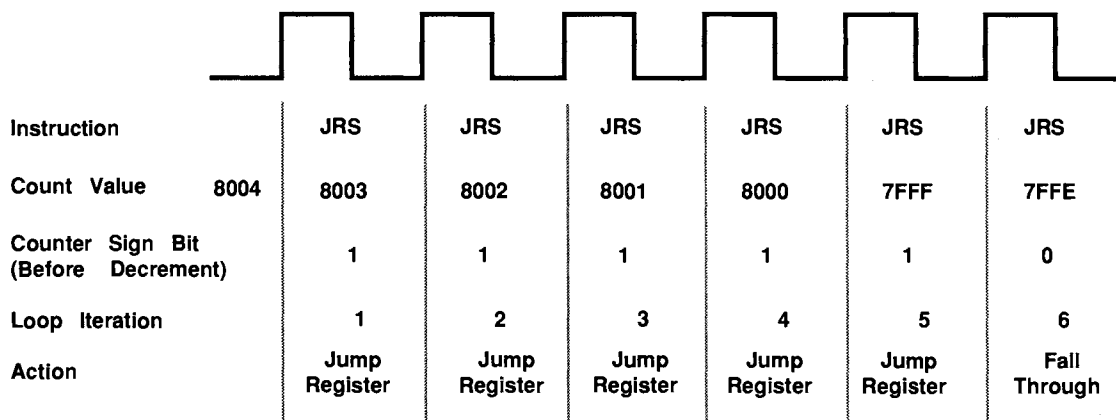 Instruction JRS JRS JRS JRS JRS JRS
Count Value 8004 8003 8002 8001 8000 7FFF 7FFE
Counter Sign Bit
(Before Decrement) 1 1 1 1 1 0
Loop Iteration 1 2 3 4 5 6
Action Jump Register Jump Register Jump Register Jump Register Jump Register Fall Through